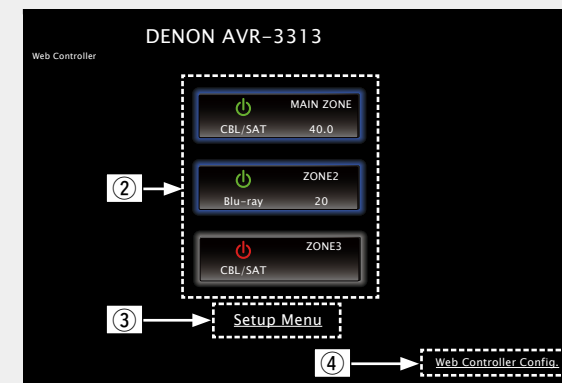 DENON AVR-3313
Web Controller
MAIN ZONE
CBL/SAT 40.0
② ZONE2
Blu-ray 20
ZONE3
CBL/SAT
③ Setup Menu
④ Web Controller Config.